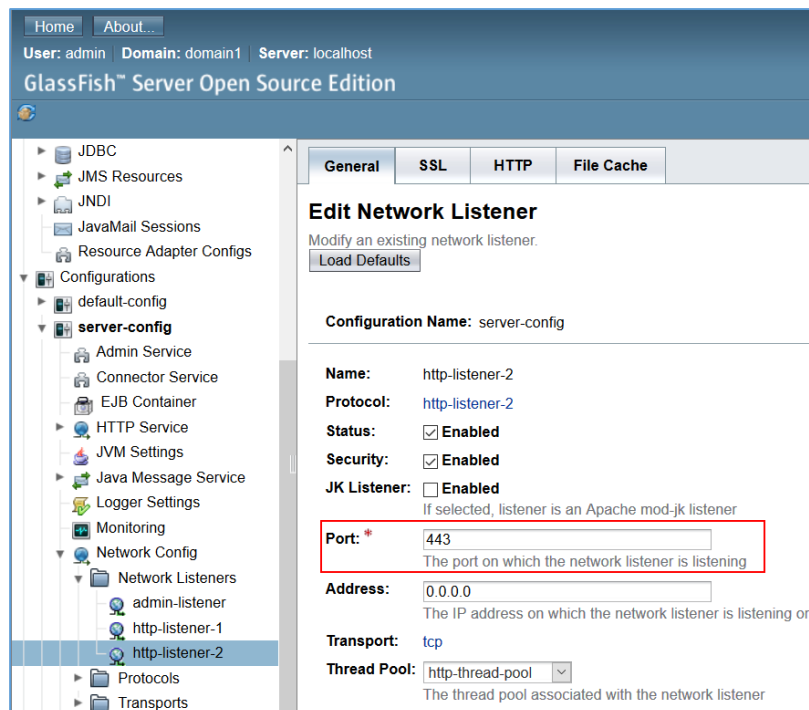 Home About...
User: admin Domain: domain1 Server: localhost
GlassFish™ Server Open Source Edition
JDBC
JMS Resources
JNDI
JavaMail Sessions
Resource Adapter Configs
Configurations
default-config
server-config
Admin Service
Connector Service
EJB Container
HTTP Service
JVM Settings
Java Message Service
Logger Settings
Monitoring
Network Config
Network Listeners
admin-listener
http-listener-1
http-listener-2
Protocols
Transports
General SSL HTTP File Cache
Edit Network Listener
Modify an existing network listener.
Load Defaults
Configuration Name: server-config
Name: http-listener-2
Protocol: http-listener-2
Status: Enabled
Security: Enabled
JK Listener: Enabled
If selected, listener is an Apache mod-jk listener
Port: * 443
The port on which the network listener is listening
Address: 0.0.0.0
The IP address on which the network listener is listening or
Transport: tcp
Thread Pool: http-thread-pool
The thread pool associated with the network listener